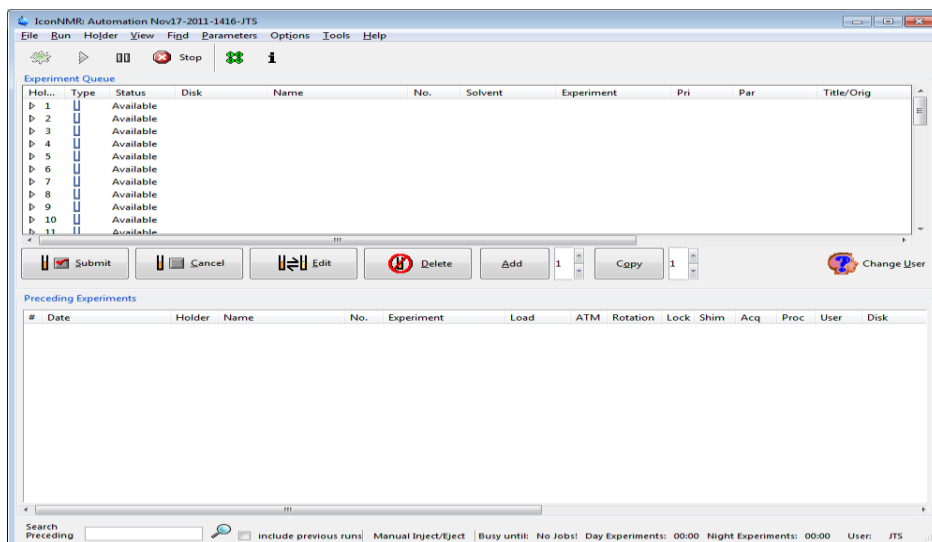 IconNMR: Automation Nov17-2011-1416-JTS
File Run Holder View Find Parameters Options Tools Help
Stop
Experiment Queue
Hol... Type Status Disk Name No. Solvent Experiment Pri Par Title/Orig
1 Available
2 Available
3 Available
4 Available
5 Available
6 Available
7 Available
8 Available
9 Available
10 Available
11 Available
Submit Cancel Edit Delete Add 1 Copy 1 Change User
Preceding Experiments
# Date Holder Name No. Experiment Load ATM Rotation Lock Shim Acq Proc User Disk
Search
Preceding include previous runs Manual Inject/Eject Busy until: No Jobs! Day Experiments: 00:00 Night Experiments: 00:00 User: JTS